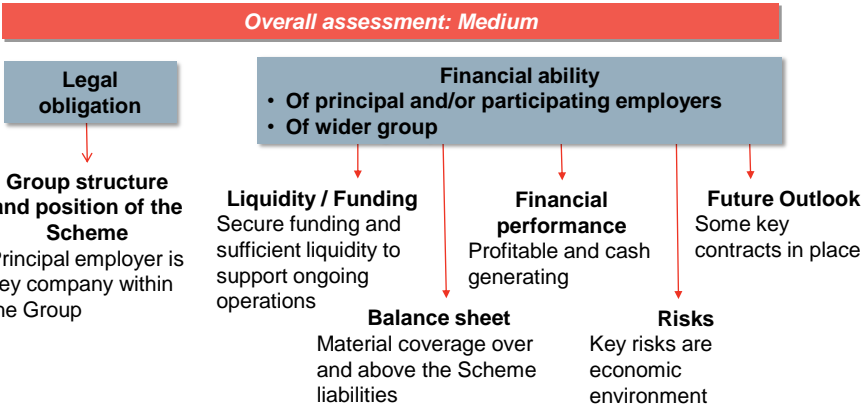 Overall assessment: Medium
Legal
obligation
Financial ability
• Of principal and/or participating employers
• Of wider group
Group structure
and position of the
Scheme
Principal employer is
key company within
the Group
Liquidity / Funding
Secure funding and
sufficient liquidity to
support ongoing
operations
Balance sheet
Material coverage over
and above the Scheme
liabilities
Financial
performance
Profitable and cash
generating
Risks
Key risks are
economic
environment
Future Outlook
Some key
contracts in place